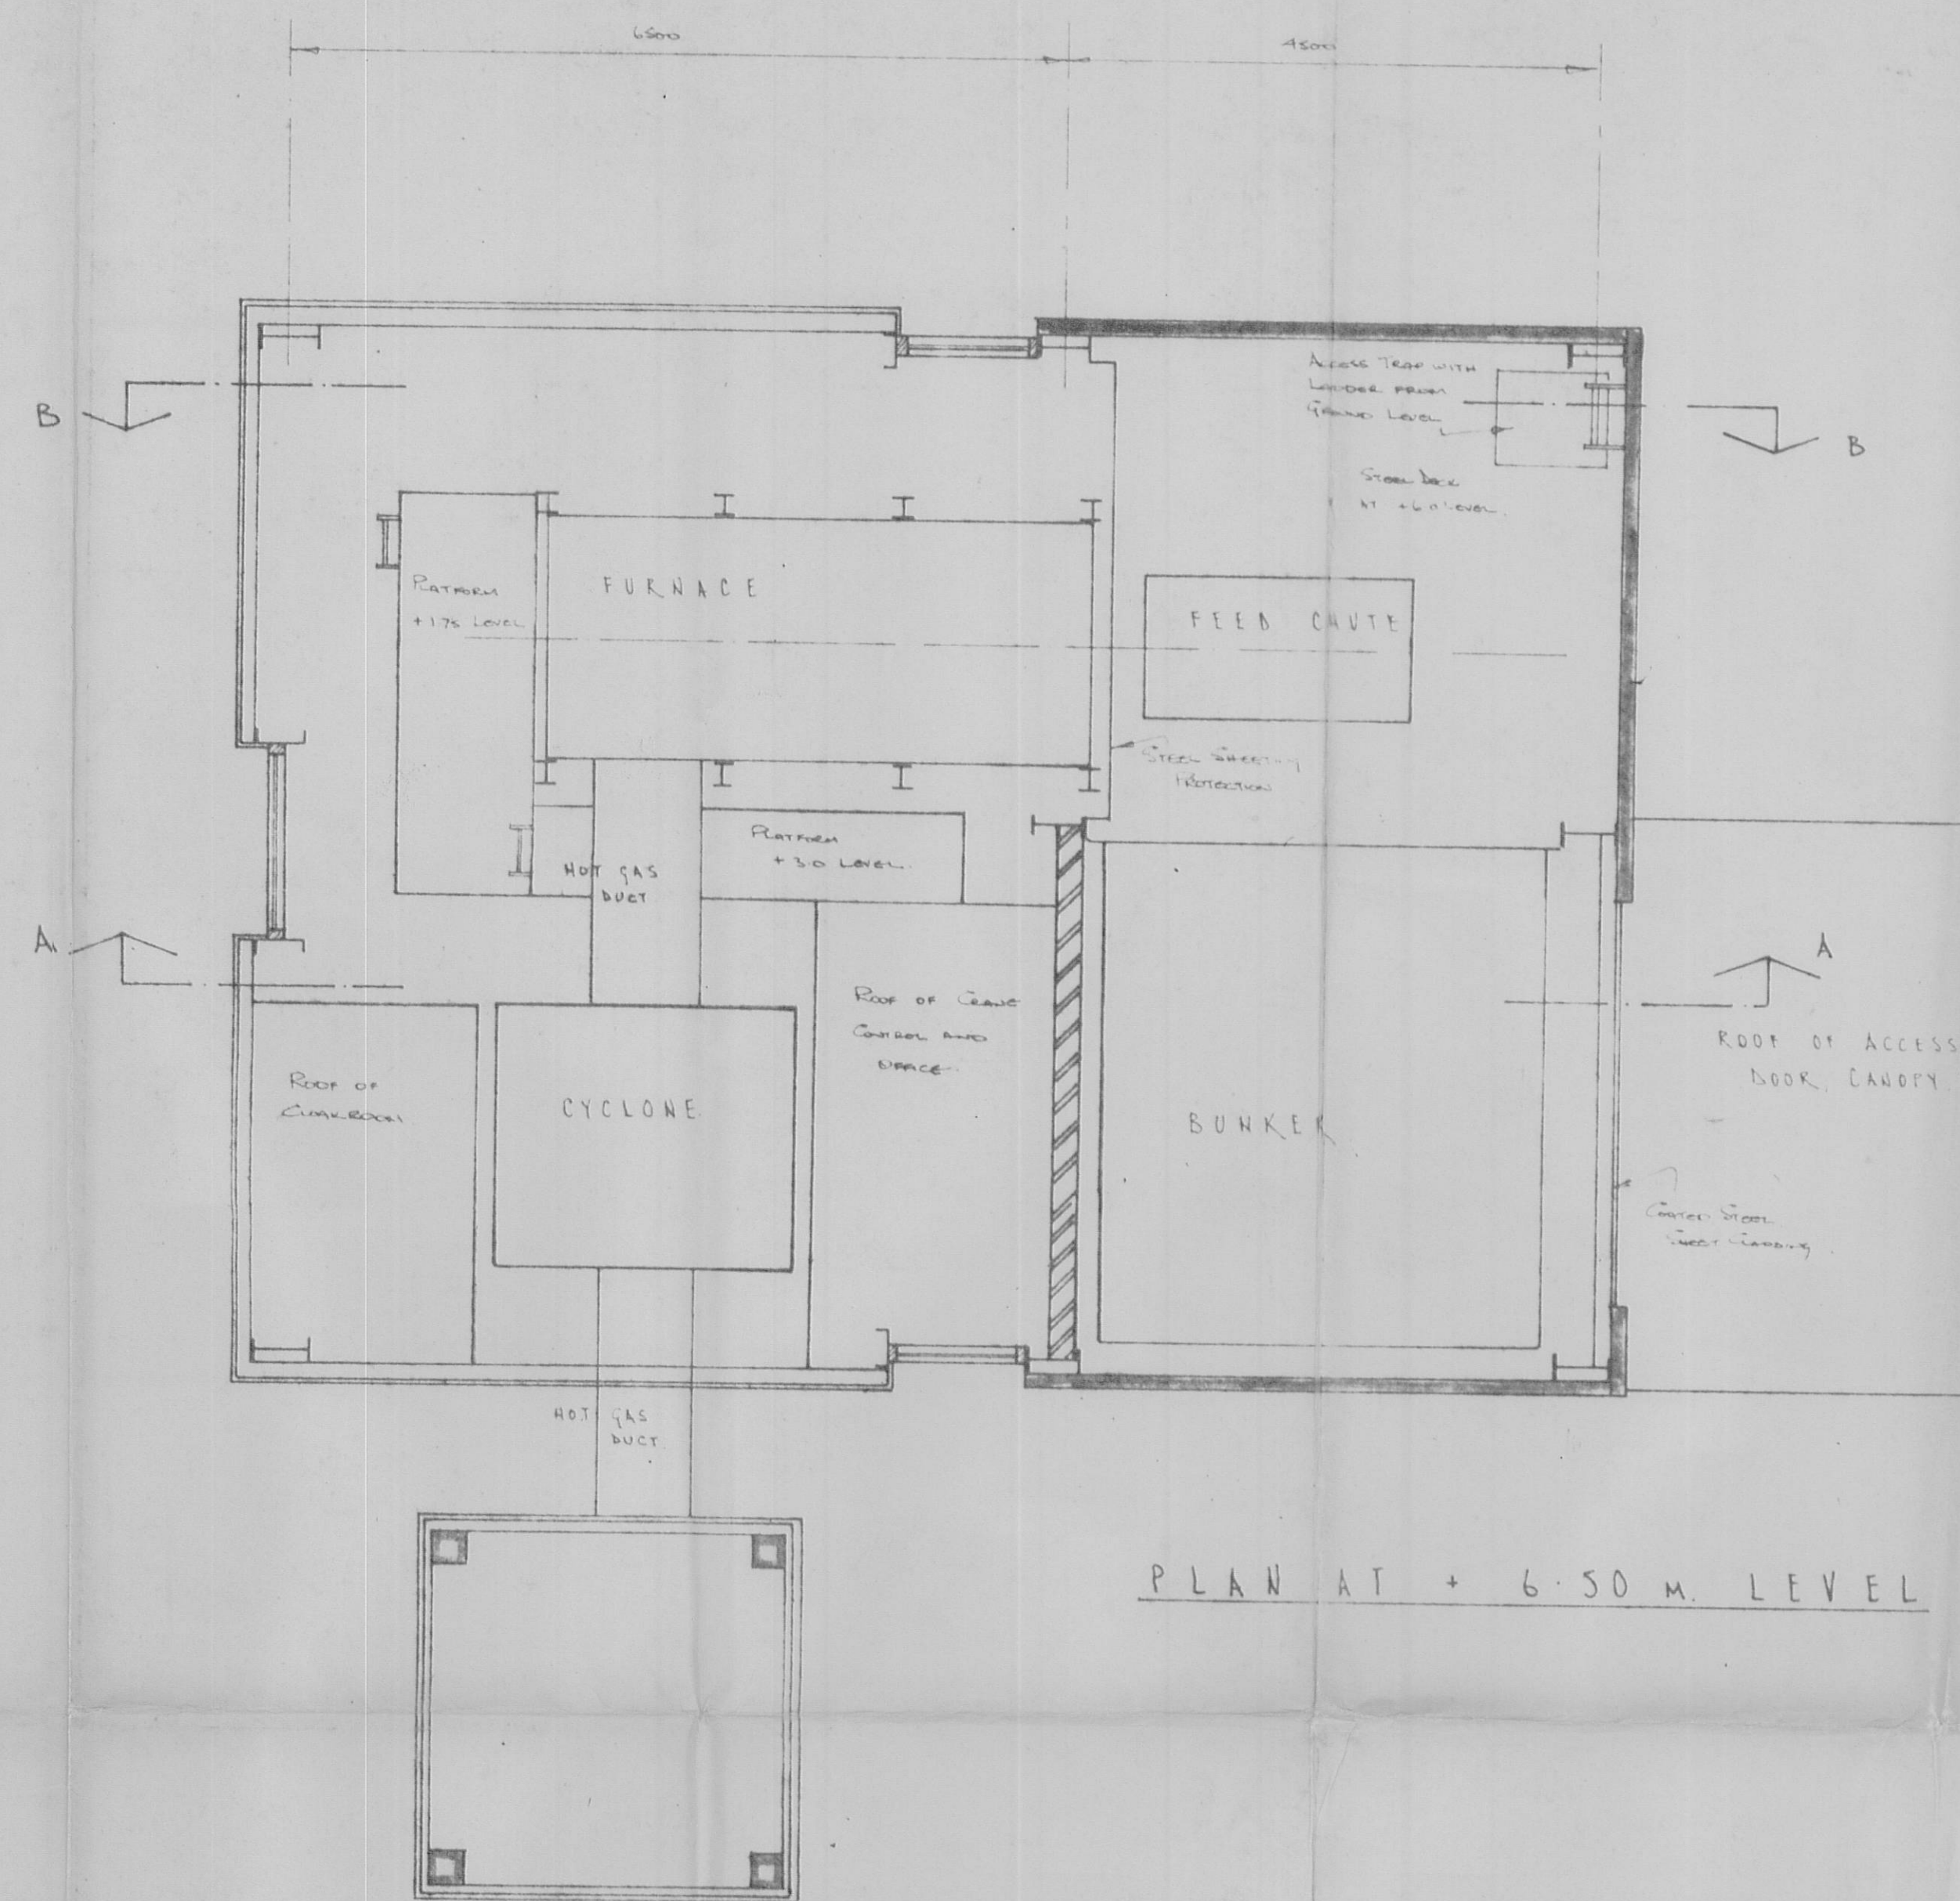 6500
4500
ACCESS TRAP WITH
LADDER FROM
GROUND LEVEL
B
B
STEEL DECK
AT +6.0 LEVEL.
FURNACE
PLATFORM
+1.75 LEVEL
FEED CHUTE
STEEL SHEETING
PROTECTION
PLATFORM
+ 3.0 LEVEL.
HOT GAS
DUCT
A
A
ROOF OF CRANE
CONTROL AND
OFFICE.
ROOF OF ACCESS
DOOR CANOPY
ROOF OF
CLOAKROOM
CYCLONE
BUNKER
COATED STEEL
SHEET CLADDING.
HOT GAS
DUCT
PLAN AT + 6.50 M. LEVEL